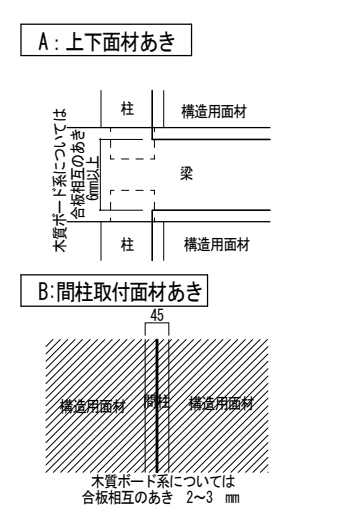 A：上下面材あき
柱
構造用面材
木質ボード系については
合板相互のあき
6mm以上
梁
柱
構造用面材
B:間柱取付面材あき
45
構造用面材
間柱
構造用面材
木質ボード系については
合板相互のあき 2～3 mm